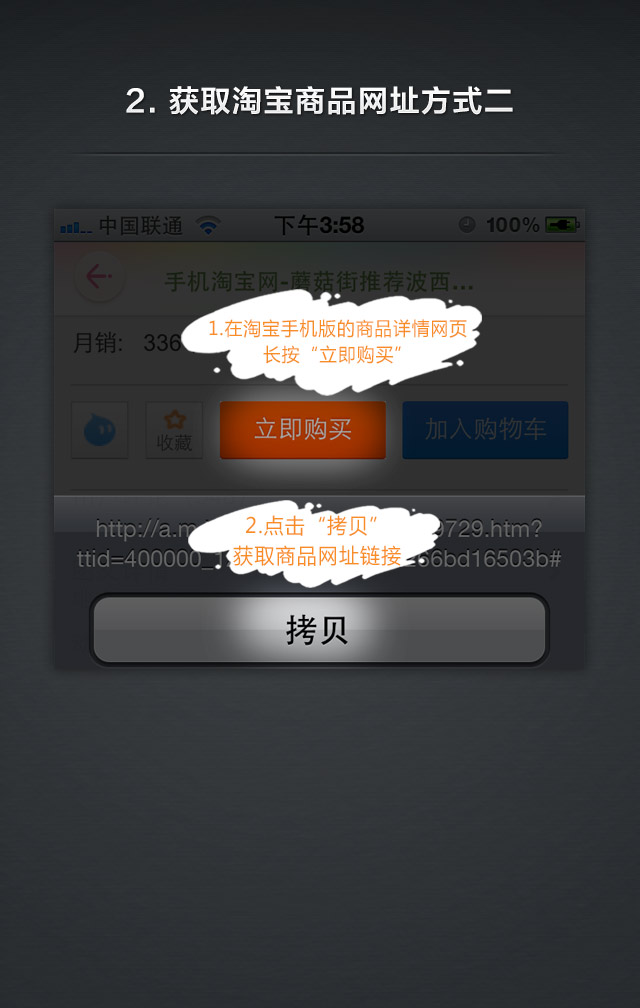 2. 获取淘宝商品网址方式二
中国联通 下午3:58 100%
手机淘宝网-蘑菇街推荐波西...
1.在淘宝手机版的商品详情网页
长按“立即购买”
月销: 336
收藏 立即购买 加入购物车
2.点击“拷贝”
获取商品网址链接
http://a.m. 9729.htm?
ttid=400000_1 266bd16503b#
拷贝